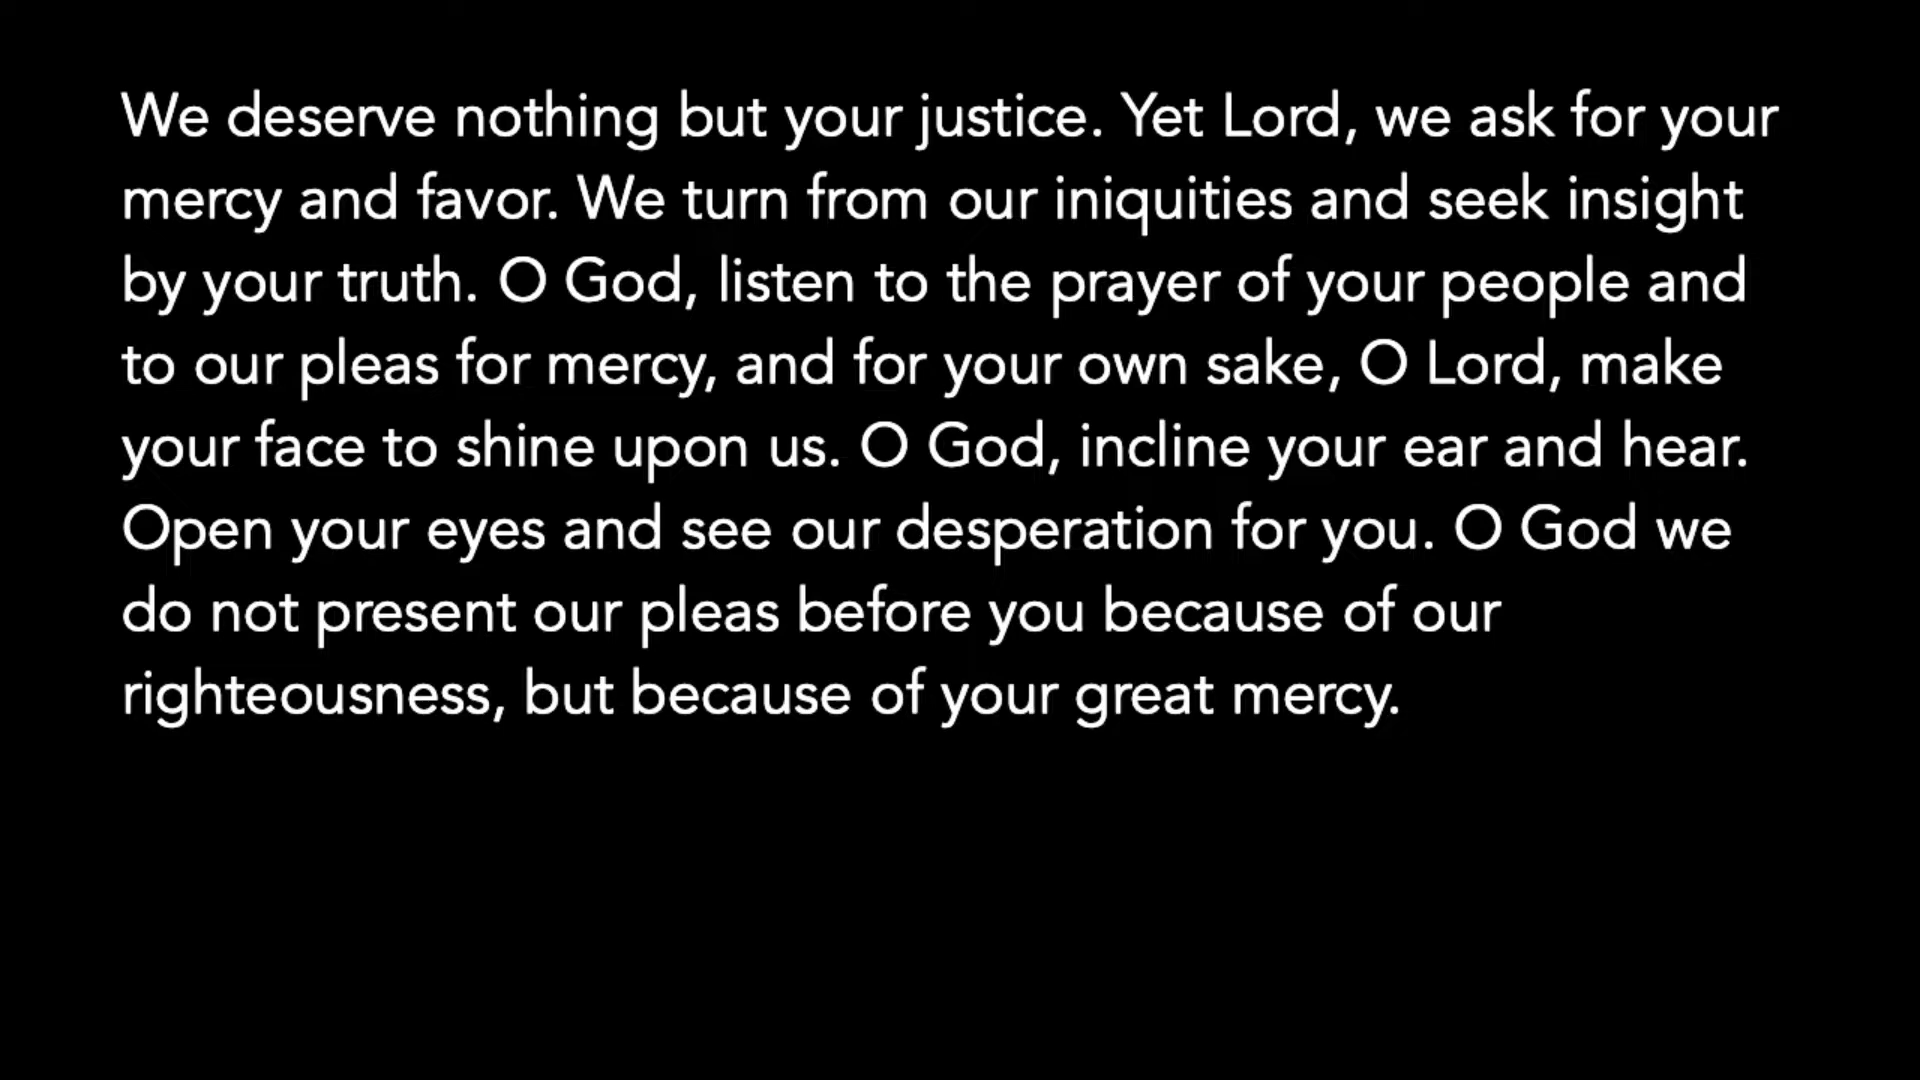 We deserve nothing but your justice. Yet Lord, we ask for your
mercy and favor. We turn from our iniquities and seek insight
by your truth. O God, listen to the prayer of your people and
to our pleas for mercy, and for your own sake, O Lord, make
your face to shine upon us. O God, incline your ear and hear.
Open your eyes and see our desperation for you. O God we
do not present our pleas before you because of our
righteousness, but because of your great mercy.